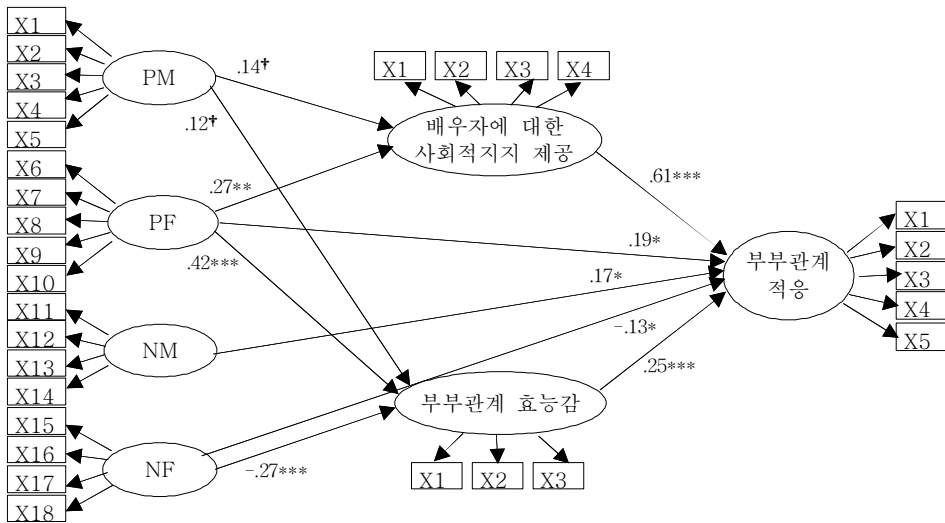 X1
X2
X3
X4
X5
X6
X7
X8
X9
X10
X11
X12
X13
X14
X15
X16
X17
X18
PM
PF
NM
NF
.14†
.12†
.27**
.42***
-.27***
X1
X2
X3
X4
배우자에 대한
사회적지지 제공
.61***
.19*
.17*
-.13*
.25***
부부관계 효능감
X1
X2
X3
부부관계
적응
X1
X2
X3
X4
X5